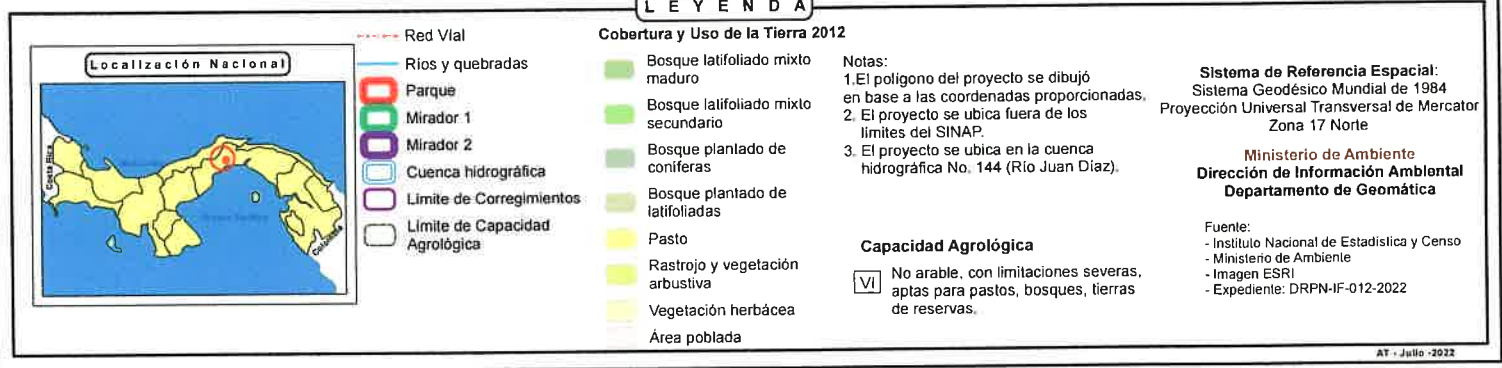 LEYENDA
Localización Nacional
Costa Rica
Colombia
Red Vial
Ríos y quebradas
Parque
Mirador 1
Mirador 2
Cuenca hidrográfica
Límite de Corregimientos
Límite de Capacidad
Agrológica
Cobertura y Uso de la Tierra 2012
Bosque latifoliado mixto
maduro
Bosque latifoliado mixto
secundario
Bosque plantado de
coníferas
Bosque plantado de
latifoliadas
Pasto
Rastrojo y vegetación
arbustiva
Vegetación herbácea
Área poblada
Notas:
1.El polígono del proyecto se dibujó
en base a las coordenadas proporcionadas.
2. El proyecto se ubica fuera de los
límites del SINAP.
3. El proyecto se ubica en la cuenca
hidrográfica No. 144 (Río Juan Díaz).
Capacidad Agrológica
VI
No arable, con limitaciones severas,
aptas para pastos, bosques, tierras
de reservas.
Sistema de Referencia Espacial:
Sistema Geodésico Mundial de 1984
Proyección Universal Transversal de Mercator
Zona 17 Norte
Ministerio de Ambiente
Dirección de Información Ambiental
Departamento de Geomática
Fuente:
- Instituto Nacional de Estadística y Censo
- Ministerio de Ambiente
- Imagen ESRI
- Expediente: DRPN-IF-012-2022
AT - Julio -2022